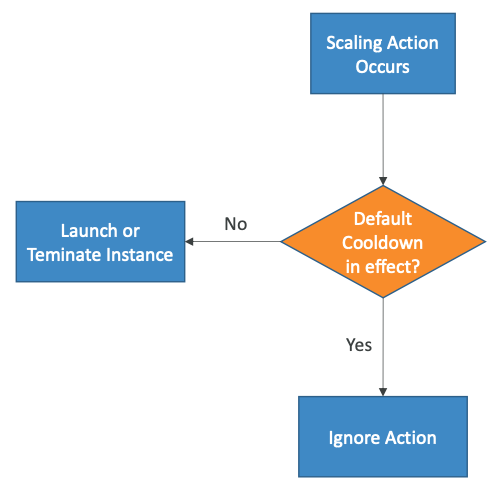 Scaling Action
Occurs
Default
Cooldown
in effect?
No
Launch or
Teminate Instance
Yes
Ignore Action